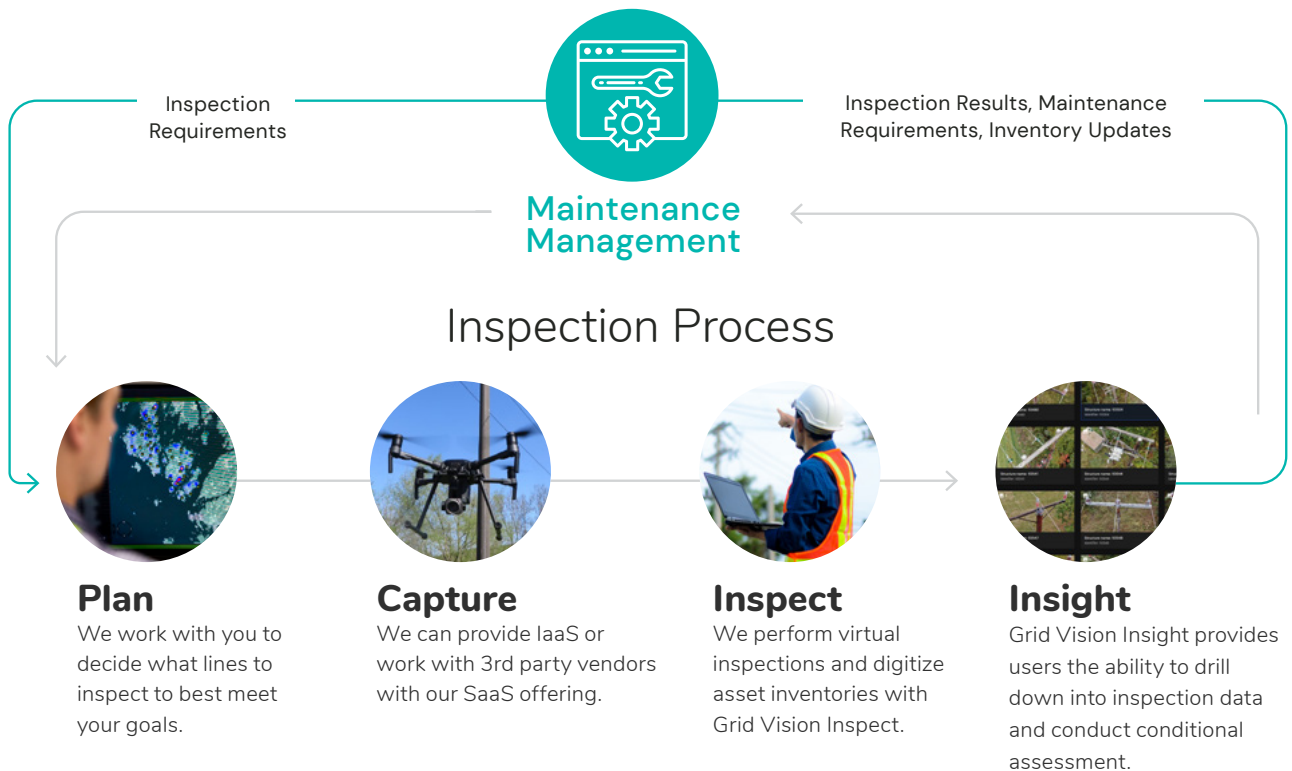 Inspection
Requirements
Inspection Results, Maintenance
Requirements, Inventory Updates
Maintenance
Management
Inspection Process
Plan
We work with you to
decide what lines to
inspect to best meet
your goals.
Capture
We can provide IaaS or
work with 3rd party vendors
with our SaaS offering.
Inspect
We perform virtual
inspections and digitize
asset inventories with
Grid Vision Inspect.
Insight
Grid Vision Insight provides
users the ability to drill
down into inspection data
and conduct conditional
assessment.